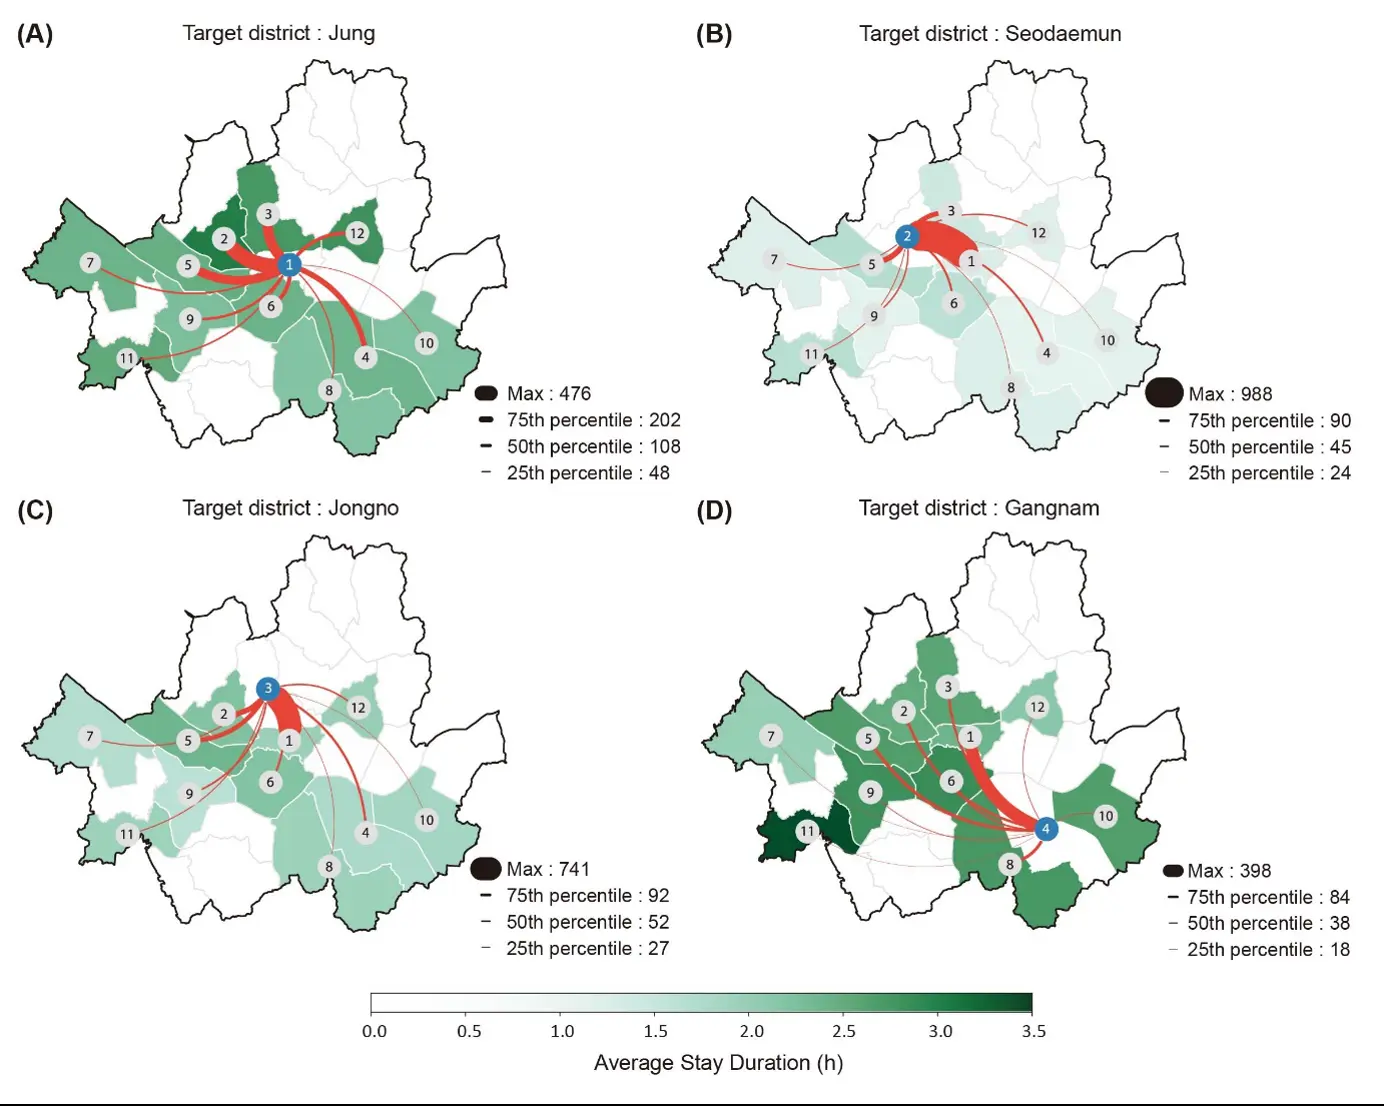 (A) Target district : Jung
3
2
12
1
7
5
6
9
10
11
4
8
Max : 476
75th percentile : 202
50th percentile : 108
25th percentile : 48
(B) Target district : Seodaemun
3
12
2
7
5
1
6
9
10
11
4
8
Max : 988
75th percentile : 90
50th percentile : 45
25th percentile : 24
(C) Target district : Jongno
3
2
12
7
5
1
6
9
10
11
4
8
Max : 741
75th percentile : 92
50th percentile : 52
25th percentile : 27
(D) Target district : Gangnam
3
2
12
7
5
1
6
9
10
11
4
8
Max : 398
75th percentile : 84
50th percentile : 38
25th percentile : 18
0.0 0.5 1.0 1.5 2.0 2.5 3.0 3.5
Average Stay Duration (h)